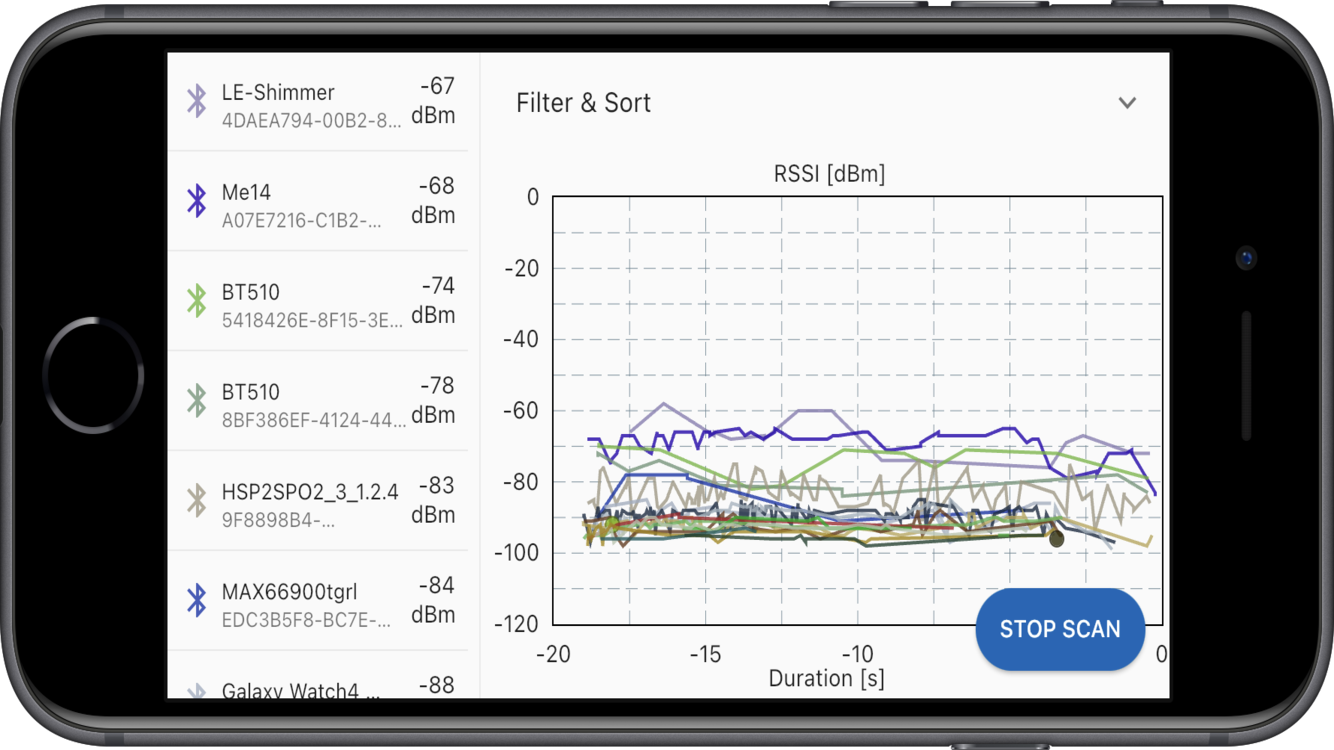 LE-Shimmer
-67
4DAEA794-00B2-8...
dBm
Me14
-68
A07E7216-C1B2-...
dBm
BT510
-74
5418426E-8F15-3E...
dBm
BT510
-78
8BF386EF-4124-44...
dBm
HSP2SPO2_3_1.2.4
-83
9F8898B4-...
dBm
MAX66900tgrl
-84
EDC3B5F8-BC7E-...
dBm
Galaxy Watch4 ...
-88
Filter & Sort
RSSI [dBm]
0
-20
-40
-60
-80
-100
-120
-20
-15
-10
0
Duration [s]
STOP SCAN